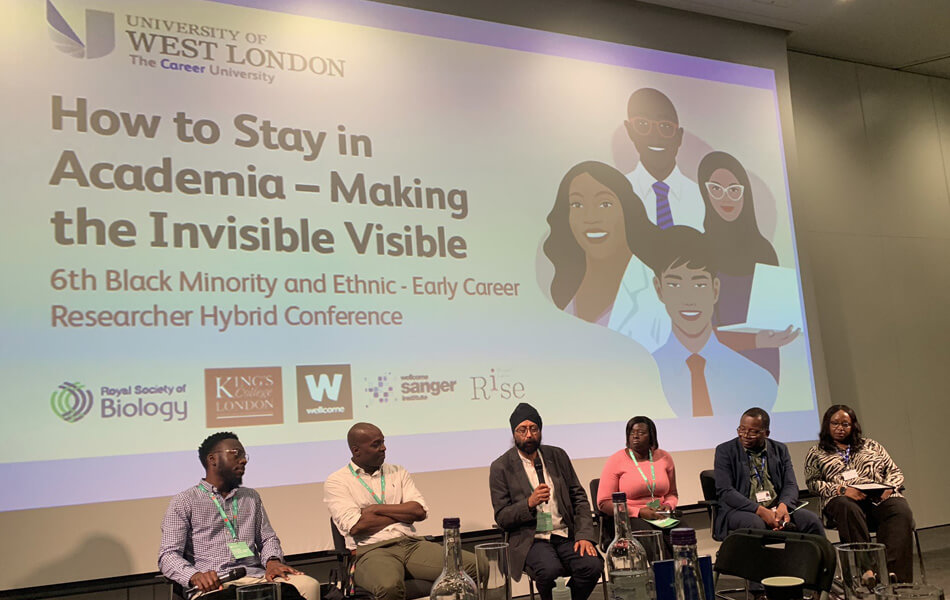 UNIVERSITY OF
WEST LONDON
The Career University
How to Stay in
Academia – Making
the Invisible Visible
6th Black Minority and Ethnic - Early Career
Researcher Hybrid Conference
Royal Society of
Biology
KING'S
College
LONDON
W
wellcome
wellcome
sanger
institute
Rise